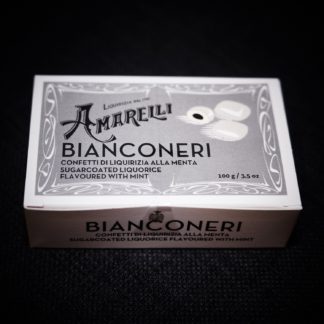 LIQUIRIZIA DAL 1731
AMARELLI
BIANCONERI
CONFETTI DI LIQUIRIZIA ALLA MENTA
SUGARCOATED LIQUORICE
FLAVOURED WITH MINT
100 g / 3.5 oz
BIANCONERI
CONFETTI DI LIQUIRIZIA ALLA MENTA
SUGARCOATED LIQUORICE FLAVOURED WITH MINT